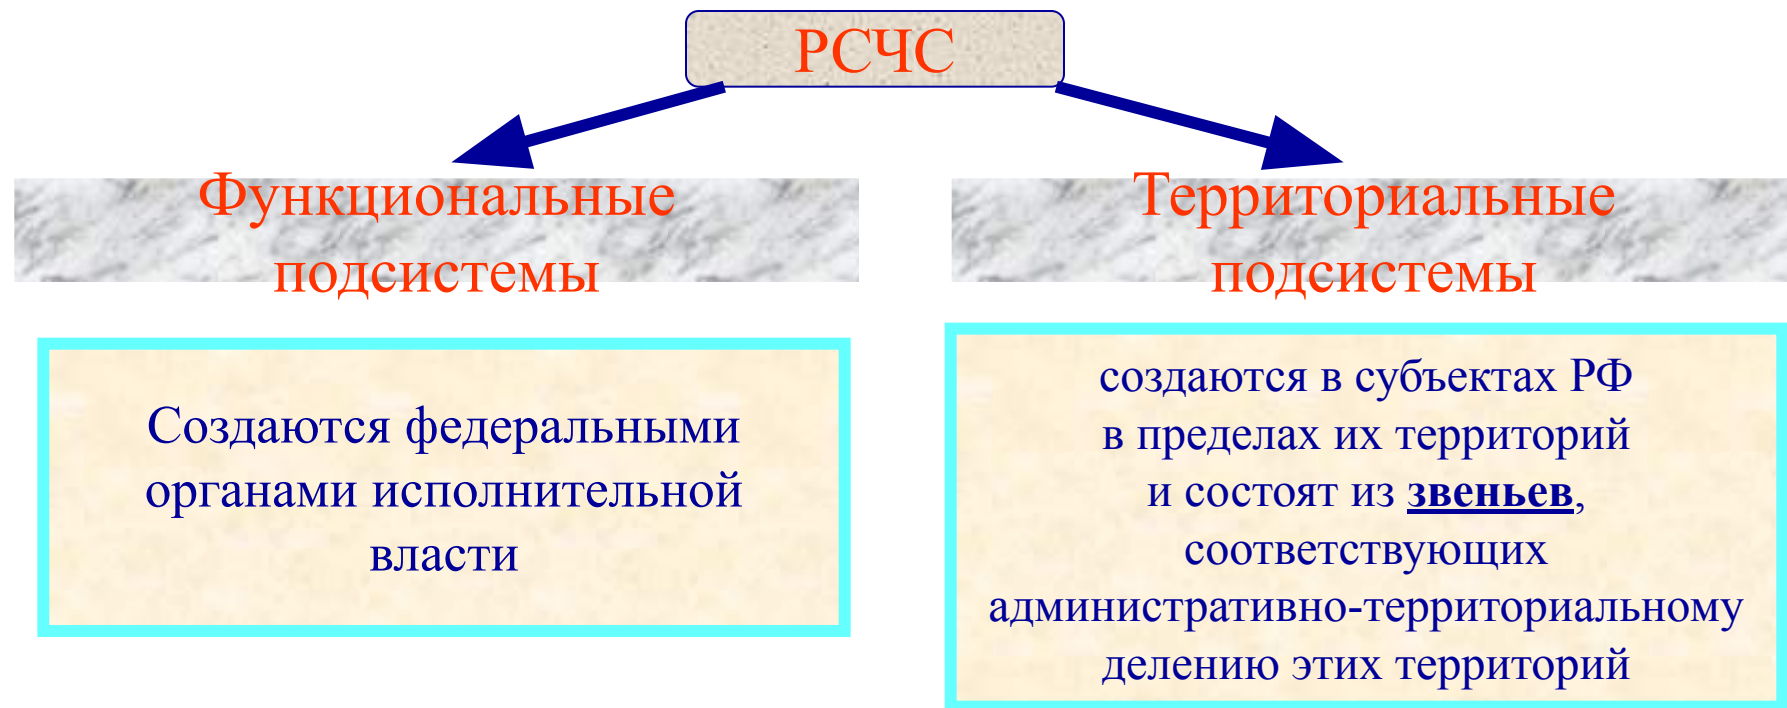 РСЧС
Функциональные
подсистемы
Создаются федеральными
органами исполнительной
власти
Территориальные
подсистемы
создаются в субъектах РФ
в пределах их территорий
и состоят из звеньев,
соответствующих
административно-территориальному
делению этих территорий